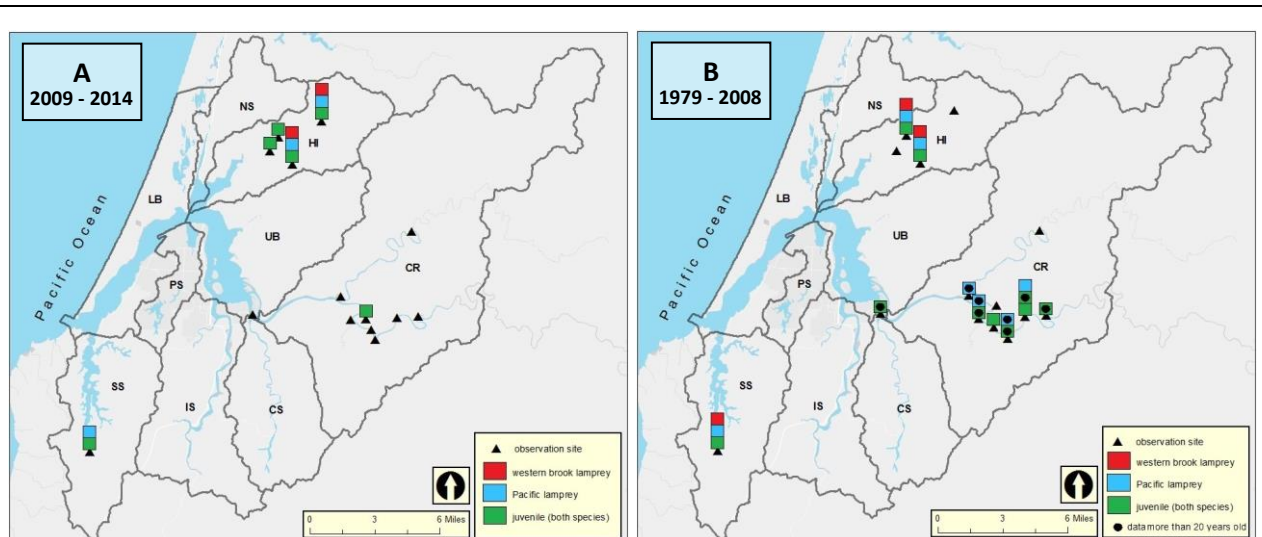 A
2009 - 2014
NS
HI
LB
Pacific Ocean
UB
CR
PS
SS
IS
CS
observation site
western brook lamprey
Pacific lamprey
juvenile (both species)
0 3 6 Miles
B
1979 - 2008
NS
HI
LB
Pacific Ocean
UB
CR
PS
SS
IS
CS
observation site
western brook lamprey
Pacific lamprey
juvenile (both species)
data more than 20 years old
0 3 6 Miles